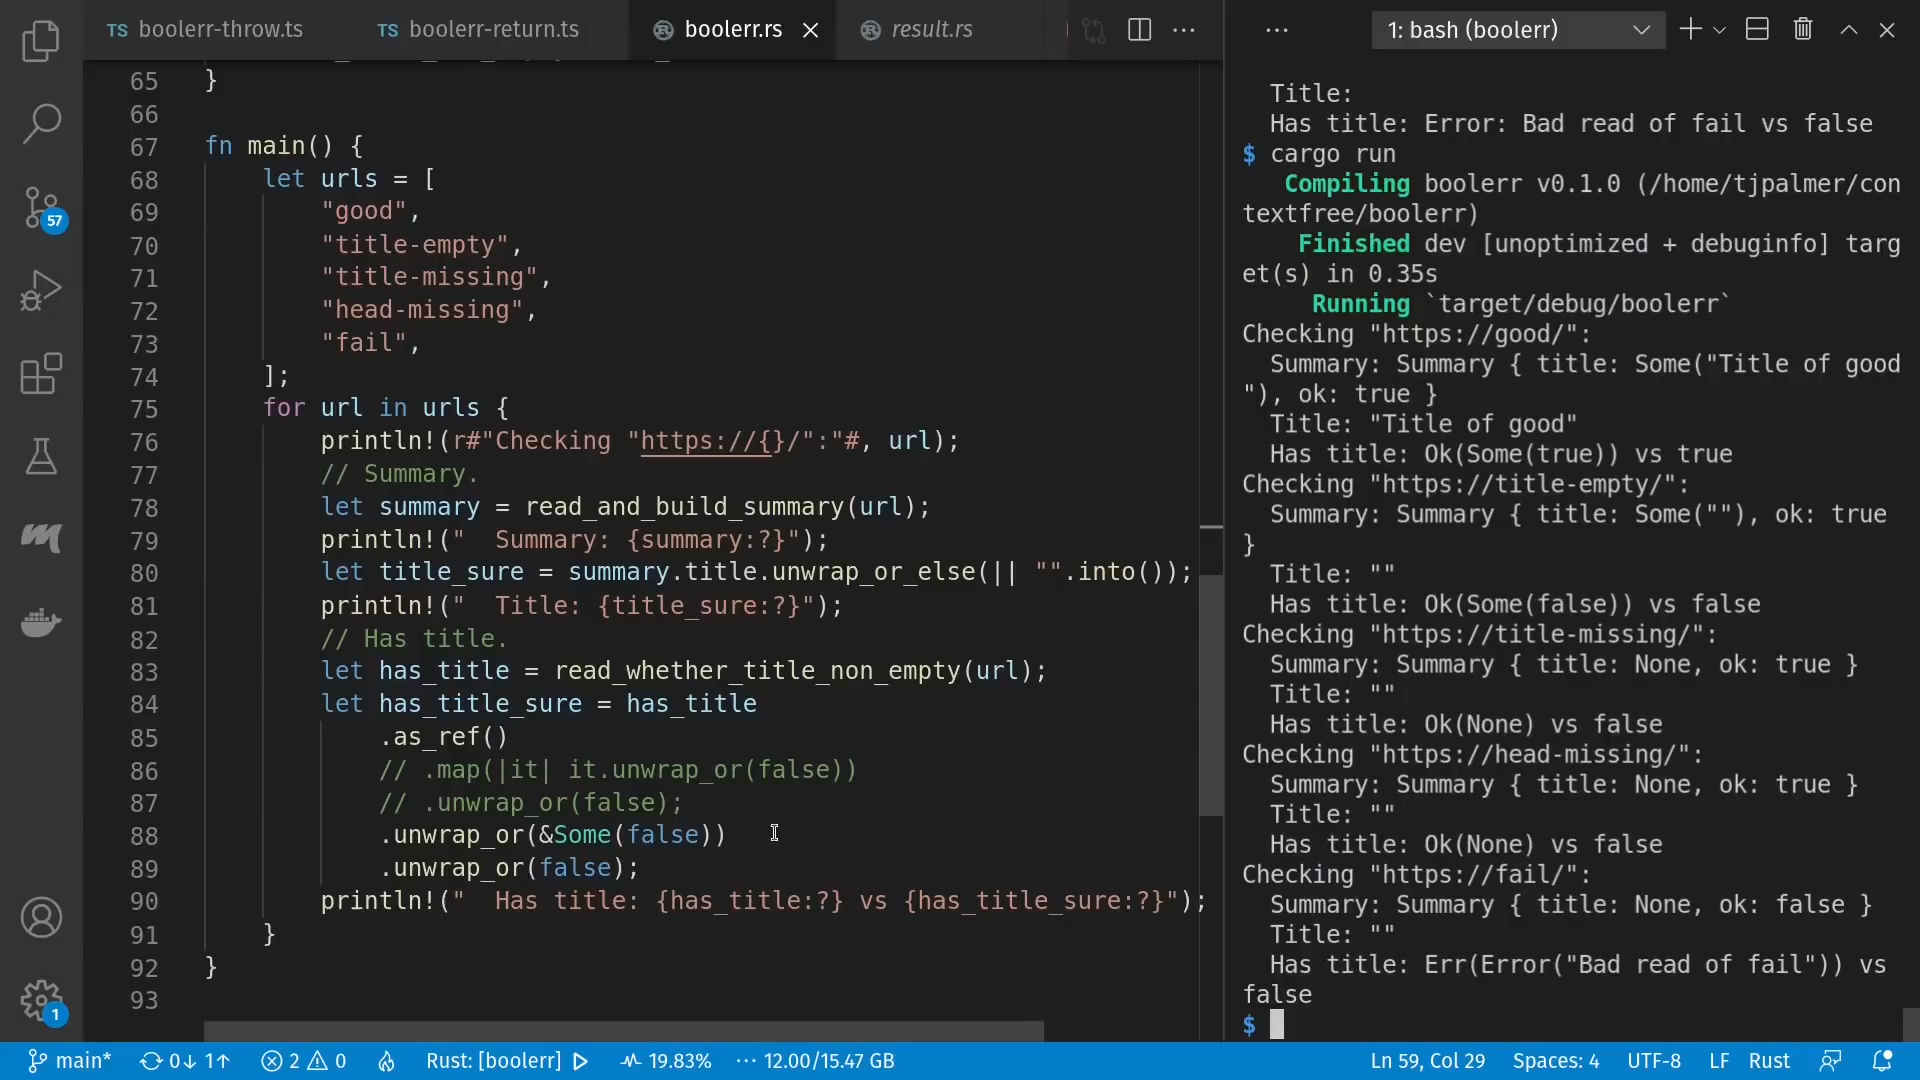 TS boolerr-throw.ts
TS boolerr-return.ts
boolerr.rs
result.rs
1: bash (boolerr)
57
1
65 }
66
67 fn main() {
68     let urls = [
69         "good",
70         "title-empty",
71         "title-missing",
72         "head-missing",
73         "fail",
74     ];
75     for url in urls {
76         println!(r#"Checking "https://{}/":"#, url);
77         // Summary.
78         let summary = read_and_build_summary(url);
79         println!("  Summary: {summary:?}");
80         let title_sure = summary.title.unwrap_or_else(|| "".into());
81         println!("  Title: {title_sure:?}");
82         // Has title.
83         let has_title = read_whether_title_non_empty(url);
84         let has_title_sure = has_title
85             .as_ref()
86             // .map(|it| it.unwrap_or(false))
87             // .unwrap_or(false);
88             .unwrap_or(&Some(false))
89             .unwrap_or(false);
90         println!("  Has title: {has_title:?} vs {has_title_sure:?}");
91     }
92 }
93
  Title:
  Has title: Error: Bad read of fail vs false
$ cargo run
   Compiling boolerr v0.1.0 (/home/tjpalmer/con
textfree/boolerr)
    Finished dev [unoptimized + debuginfo] targ
et(s) in 0.35s
     Running `target/debug/boolerr`
Checking "https://good/":
  Summary: Summary { title: Some("Title of good
"), ok: true }
  Title: "Title of good"
  Has title: Ok(Some(true)) vs true
Checking "https://title-empty/":
  Summary: Summary { title: Some(""), ok: true
}
  Title: ""
  Has title: Ok(Some(false)) vs false
Checking "https://title-missing/":
  Summary: Summary { title: None, ok: true }
  Title: ""
  Has title: Ok(None) vs false
Checking "https://head-missing/":
  Summary: Summary { title: None, ok: true }
  Title: ""
  Has title: Ok(None) vs false
Checking "https://fail/":
  Summary: Summary { title: None, ok: false }
  Title: ""
  Has title: Err(Error("Bad read of fail")) vs
false
$
main* 0↓ 1↑ 2 0 Rust: [boolerr] 19.83% ··· 12.00/15.47 GB Ln 59, Col 29 Spaces: 4 UTF-8 LF Rust